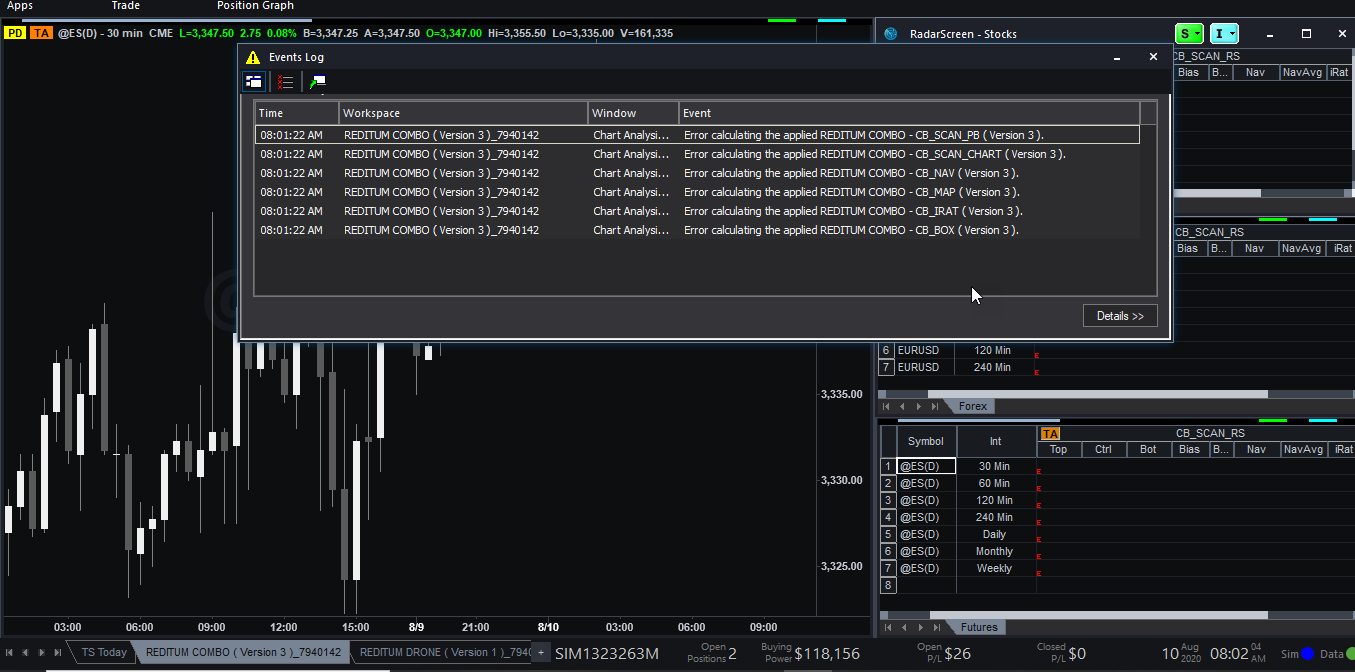 Apps Trade Position Graph
PD TA @ES(D) - 30 min CME L=3,347.50 2.75 0.08% B=3,347.25 A=3,347.50 O=3,347.00 Hi=3,355.50 Lo=3,335.00 V=161,335
RadarScreen - Stocks S I
Events Log
CB_SCAN_RS
Bias B... Nav NavAvg iRat
Time Workspace Window Event
08:01:22 AM REDITUM COMBO ( Version 3 )_7940142 Chart Analysi... Error calculating the applied REDITUM COMBO - CB_SCAN_PB ( Version 3 ).
08:01:22 AM REDITUM COMBO ( Version 3 )_7940142 Chart Analysi... Error calculating the applied REDITUM COMBO - CB_SCAN_CHART ( Version 3 ).
08:01:22 AM REDITUM COMBO ( Version 3 )_7940142 Chart Analysi... Error calculating the applied REDITUM COMBO - CB_NAV ( Version 3 ).
08:01:22 AM REDITUM COMBO ( Version 3 )_7940142 Chart Analysi... Error calculating the applied REDITUM COMBO - CB_MAP ( Version 3 ).
08:01:22 AM REDITUM COMBO ( Version 3 )_7940142 Chart Analysi... Error calculating the applied REDITUM COMBO - CB_IRAT ( Version 3 ).
08:01:22 AM REDITUM COMBO ( Version 3 )_7940142 Chart Analysi... Error calculating the applied REDITUM COMBO - CB_BOX ( Version 3 ).
Details >>
CB_SCAN_RS
Bias B... Nav NavAvg iRat
6 EURUSD 120 Min E
7 EURUSD 240 Min E
Forex
3,335.00
3,330.00
3,325.00
TA CB_SCAN_RS
Symbol Int Top Ctrl Bot Bias B... Nav NavAvg iRat
1 @ES(D) 30 Min E
2 @ES(D) 60 Min E
3 @ES(D) 120 Min E
4 @ES(D) 240 Min E
5 @ES(D) Daily E
6 @ES(D) Monthly E
7 @ES(D) Weekly E
8
Futures
03:00 06:00 09:00 12:00 15:00 8/9 21:00 8/10 03:00 06:00 09:00
TS Today REDITUM COMBO ( Version 3 )_7940142 REDITUM DRONE ( Version 1 )_7940 + SIM1323263M Open Positions 2 Buying Power $118,156 Open P/L $26 Closed P/L $0 10 Aug 2020 08:02 04 AM Sim Data